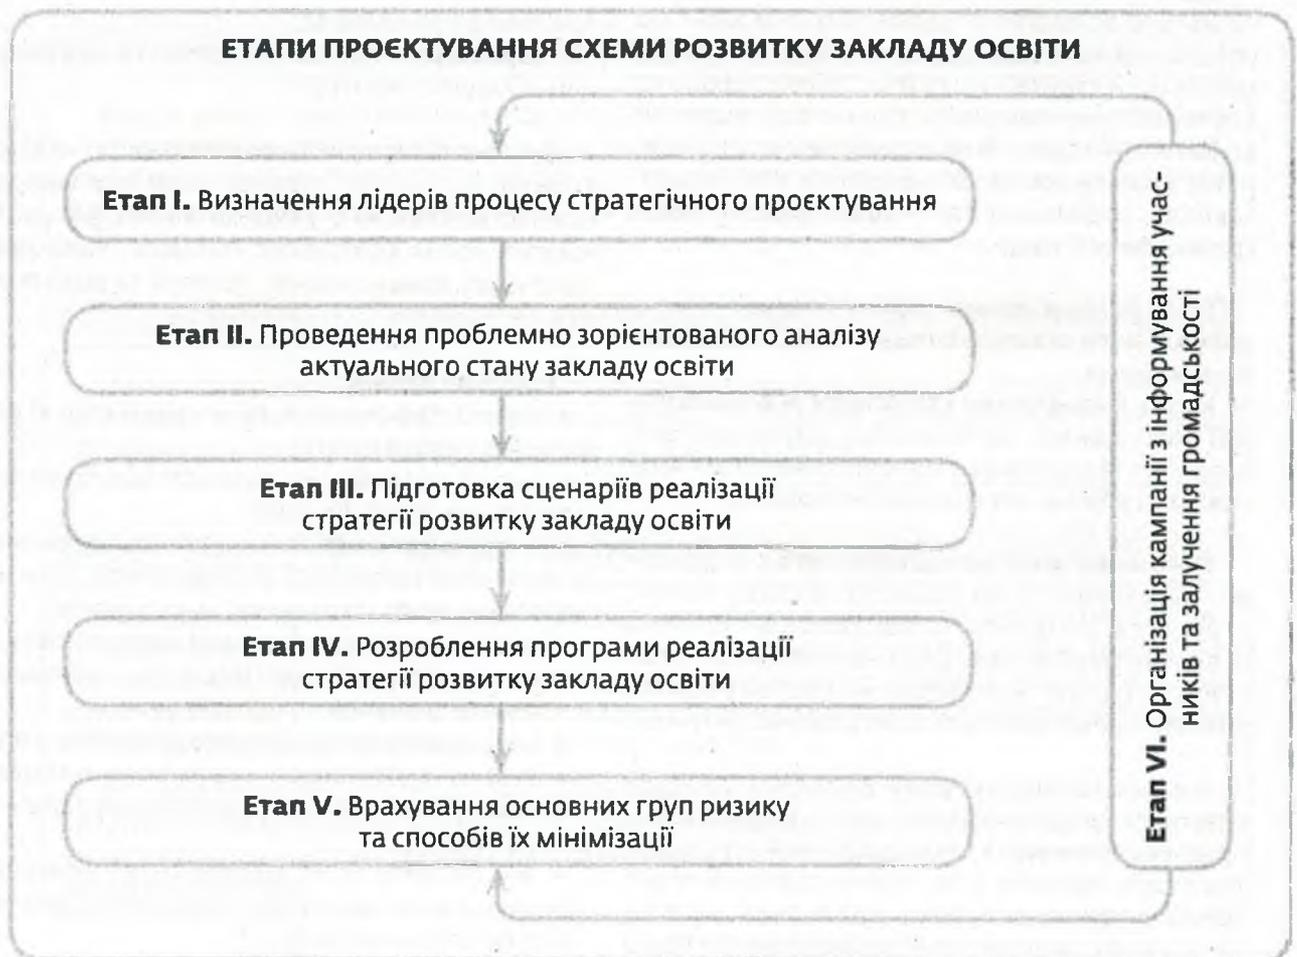 ЕТАПИ ПРОЄКТУВАННЯ СХЕМИ РОЗВИТКУ ЗАКЛАДУ ОСВІТИ
Етап І. Визначення лідерів процесу стратегічного проєктування
Етап ІІ. Проведення проблемно зорієнтованого аналізу
актуального стану закладу освіти
Етап ІІІ. Підготовка сценаріїв реалізації
стратегії розвитку закладу освіти
Етап IV. Розроблення програми реалізації
стратегії розвитку закладу освіти
Етап V. Врахування основних груп ризику
та способів їх мінімізації
Етап VI. Організація кампанії з інформування учас-
ників та залучення громадськості